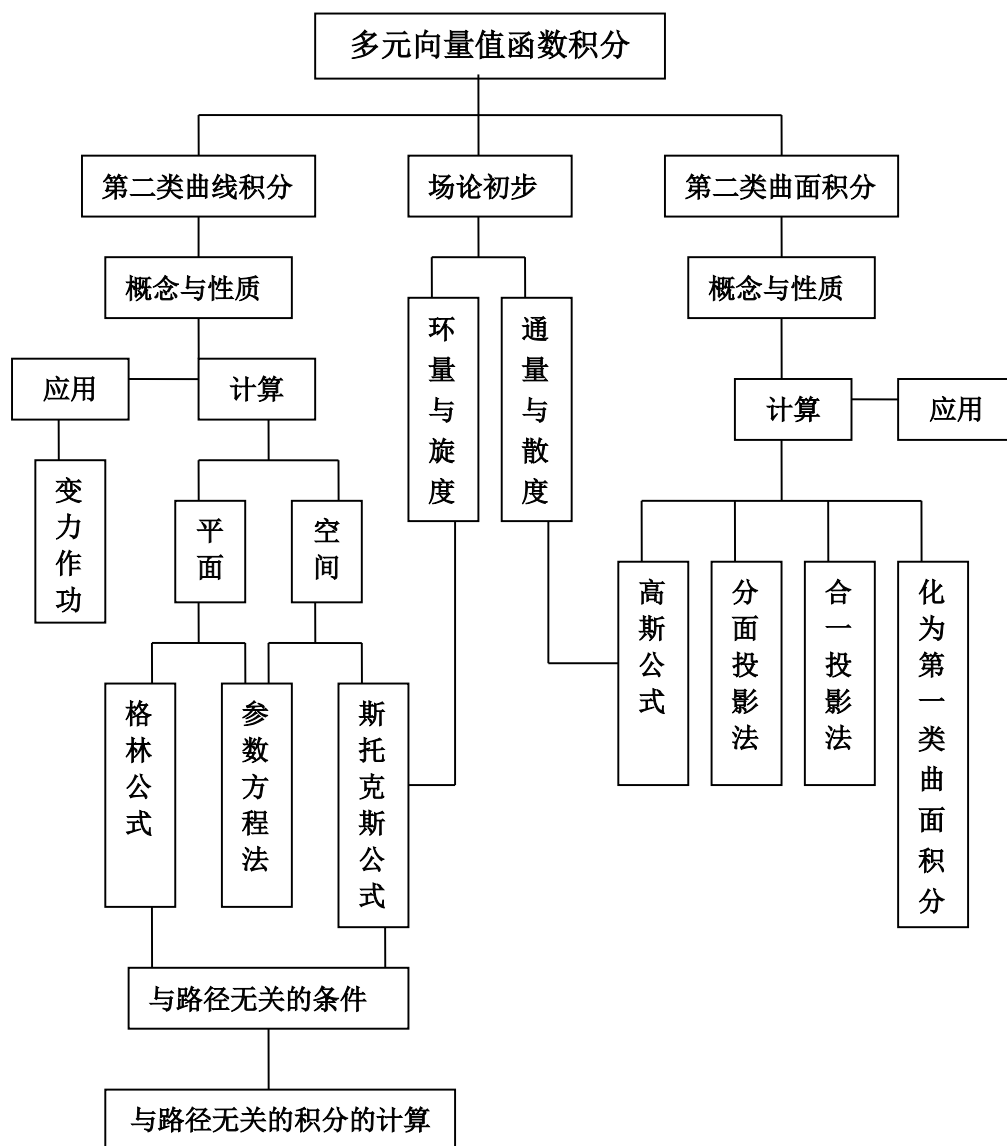 多元向量值函数积分
第二类曲线积分
场论初步
第二类曲面积分
概念与性质
概念与性质
环量与旋度
通量与散度
应用
计算
计算
应用
变力作功
平面
空间
高斯公式
分面投影法
合一投影法
化为第一类曲面积分
格林公式
参数方程法
斯托克斯公式
与路径无关的条件
与路径无关的积分的计算